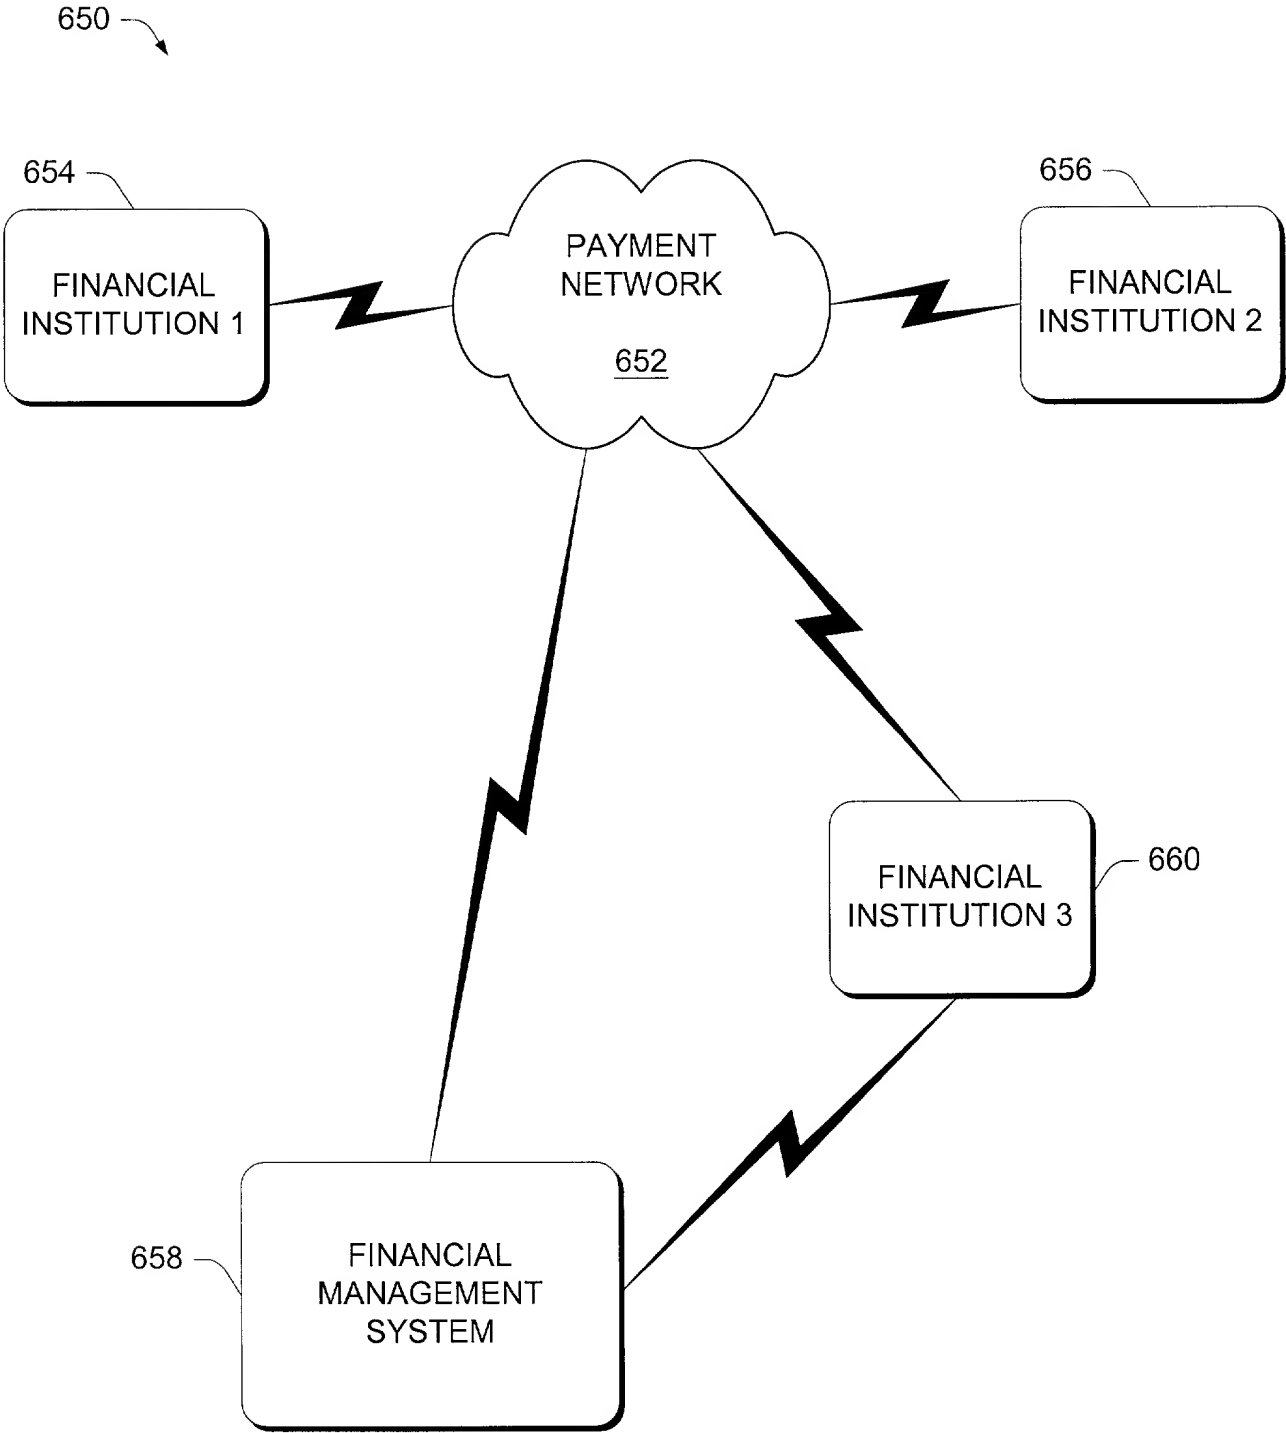 650
654
656
PAYMENT
NETWORK
652
FINANCIAL
INSTITUTION 1
FINANCIAL
INSTITUTION 2
FINANCIAL
INSTITUTION 3
660
658
FINANCIAL
MANAGEMENT
SYSTEM